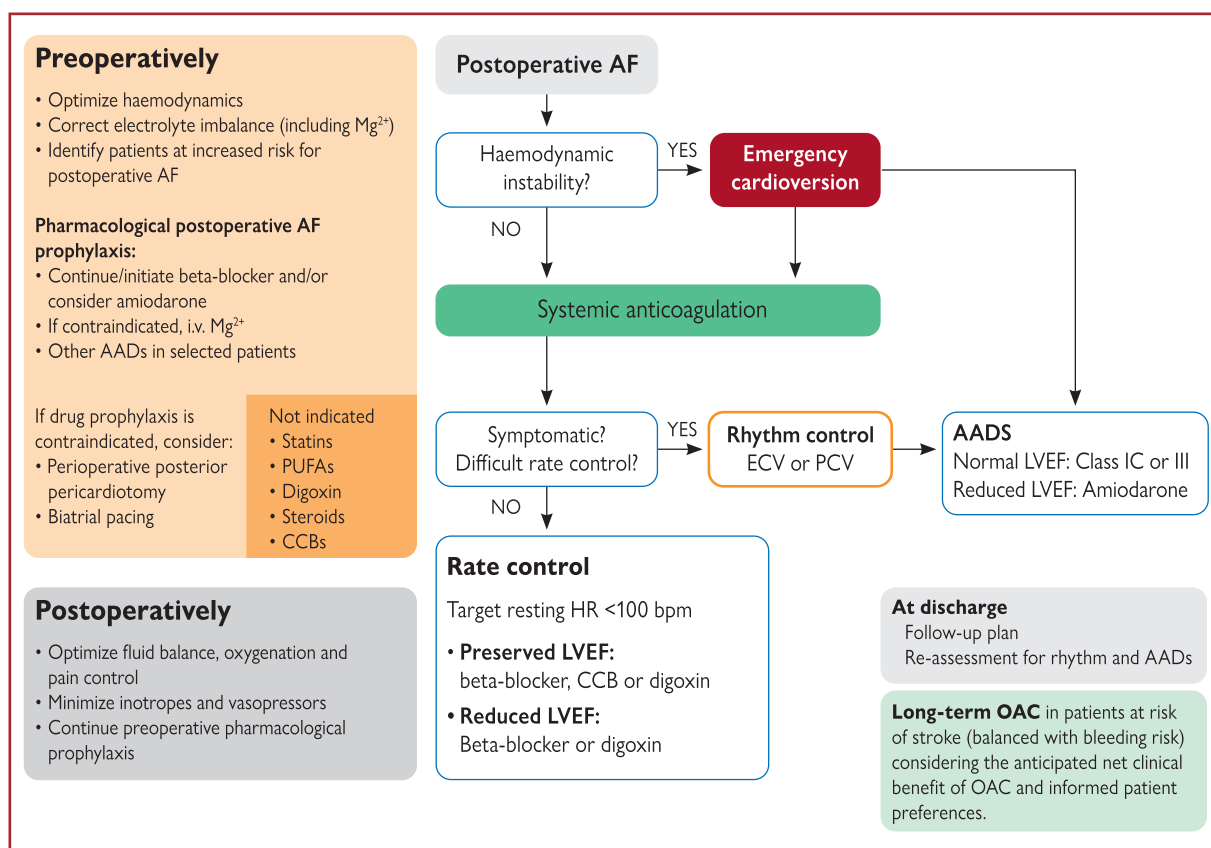 Preoperatively
• Optimize haemodynamics
• Correct electrolyte imbalance (including Mg²⁺)
• Identify patients at increased risk for
postoperative AF
Pharmacological postoperative AF
prophylaxis:
• Continue/initiate beta-blocker and/or
consider amiodarone
• If contraindicated, i.v. Mg²⁺
• Other AADs in selected patients
If drug prophylaxis is
contraindicated, consider:
• Perioperative posterior
pericardiotomy
• Biatrial pacing
Not indicated
• Statins
• PUFAs
• Digoxin
• Steroids
• CCBs
Postoperatively
• Optimize fluid balance, oxygenation and
pain control
• Minimize inotropes and vasopressors
• Continue preoperative pharmacological
prophylaxis
Postoperative AF
Haemodynamic
instability?
YES
Emergency
cardioversion
NO
Systemic anticoagulation
Symptomatic?
Difficult rate control?
YES
Rhythm control
ECV or PCV
AADS
Normal LVEF: Class IC or III
Reduced LVEF: Amiodarone
NO
Rate control
Target resting HR <100 bpm
• Preserved LVEF:
beta-blocker, CCB or digoxin
• Reduced LVEF:
Beta-blocker or digoxin
At discharge
Follow-up plan
Re-assessment for rhythm and AADs
Long-term OAC in patients at risk
of stroke (balanced with bleeding risk)
considering the anticipated net clinical
benefit of OAC and informed patient
preferences.